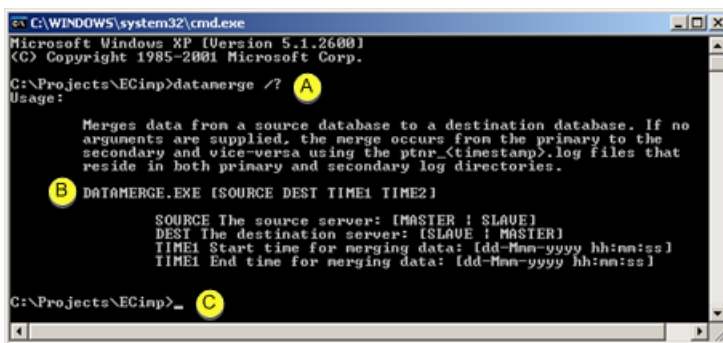 C:\WINDOWS\system32\cmd.exe
Microsoft Windows XP [Version 5.1.2600]
(C) Copyright 1985-2001 Microsoft Corp.
C:\Projects\ECimp>datamerge /? A
Usage:
Merges data from a source database to a destination database. If no
arguments are supplied, the merge occurs from the primary to the
secondary and vice-versa using the ptnr_<timestamp>.log files that
reside in both primary and secondary log directories.
B DATAMERGE.EXE [SOURCE DEST TIME1 TIME2]
SOURCE The source server: [MASTER | SLAVE]
DEST The destination server: [SLAVE | MASTER]
TIME1 Start time for merging data: [dd-Mmm-yyyy hh:mm:ss]
TIME1 End time for merging data: [dd-Mmm-yyyy hh:mm:ss]
C:\Projects\ECimp>_ C